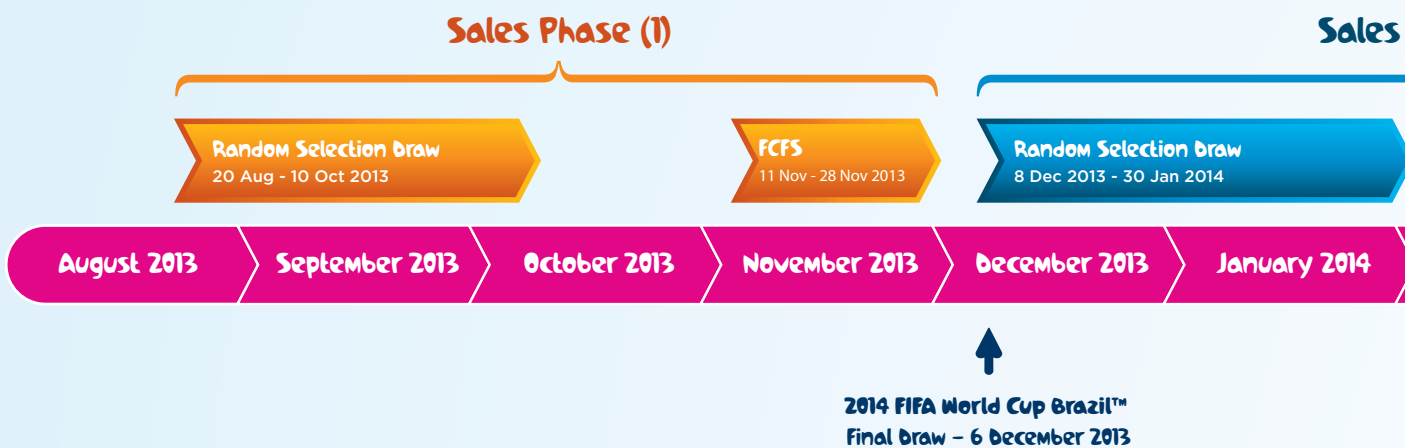 Sales Phase (1)
Sales
Random Selection Draw
20 Aug - 10 Oct 2013
FCFS
11 Nov - 28 Nov 2013
Random Selection Draw
8 Dec 2013 - 30 Jan 2014
August 2013
September 2013
October 2013
November 2013
December 2013
January 2014
2014 FIFA World Cup Brazil™
Final Draw – 6 December 2013